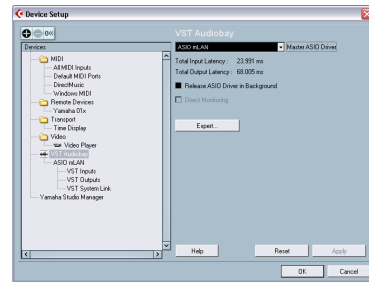 Device Setup
Devices
MIDI
All MIDI Inputs
Default MIDI Ports
DirectMusic
Windows MIDI
Remote Devices
Yamaha 01x
Transport
Time Display
Video
Video Player
VST Audiobay
ASIO mLAN
VST Inputs
VST Outputs
VST System Link
Yamaha Studio Manager
VST Audiobay
ASIO mLAN Master ASIO Driver
Total Input Latency : 23.991 ms
Total Output Latency : 68.005 ms
Release ASIO Driver in Background
Direct Monitoring
Expert...
Help Reset Apply
OK Cancel